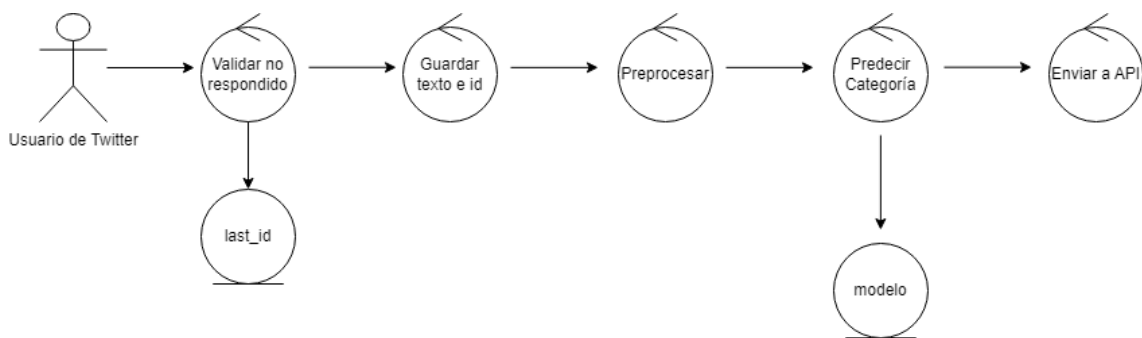 Validar no
respondido
Guardar
texto e id
Preprocesar
Predecir
Categoría
Enviar a API
Usuario de Twitter
last_id
modelo